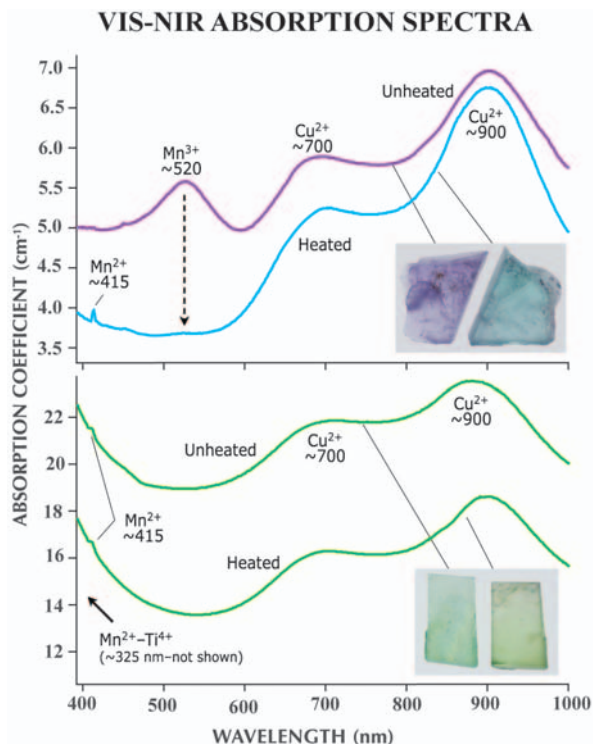 VIS-NIR ABSORPTION SPECTRA
7.0
6.0
5.5
5.0
4.5
4.0
3.5
Unheated
Cu²⁺
~900
Cu²⁺
~700
Mn³⁺
~520
Heated
Mn²⁺
~415
22
20
18
16
14
12
Cu²⁺
~900
Cu²⁺
~700
Unheated
Mn²⁺
~415
Heated
Mn²⁺–Ti⁴⁺
(~325 nm–not shown)
400
500
600
700
800
900
1000
ABSORPTION COEFFICIENT (cm⁻¹)
WAVELENGTH (nm)